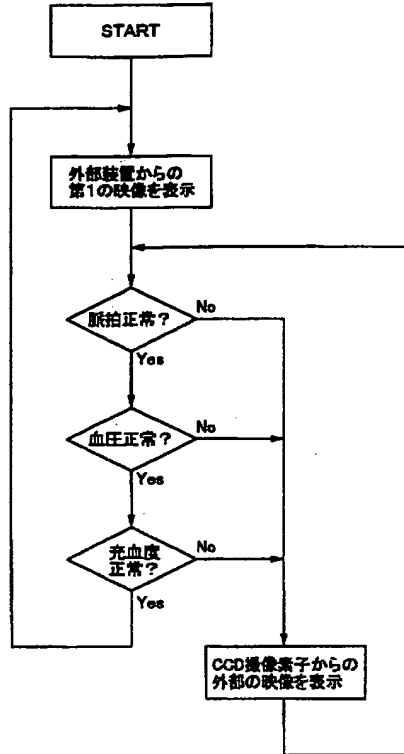 START
外部装置からの
第1の映像を表示
脈拍正常？
No
Yes
血圧正常？
No
Yes
充血度
正常？
No
Yes
CCD撮像素子からの
外部の映像を表示